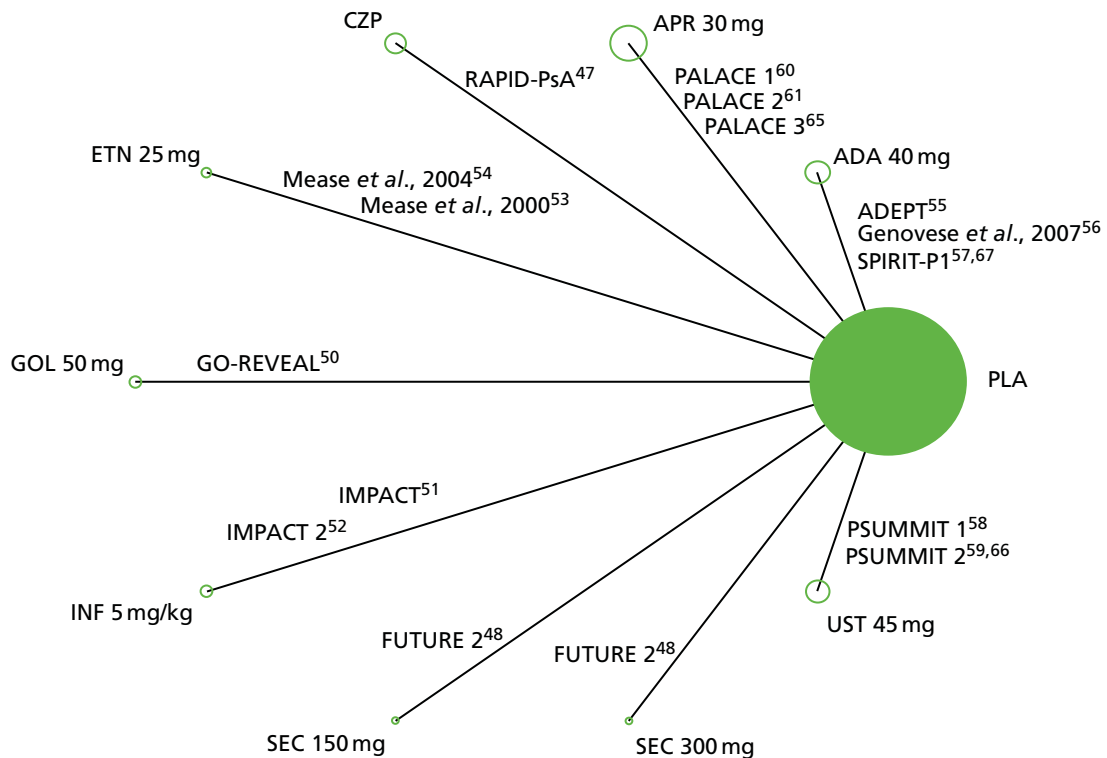 CZP
APR 30 mg
RAPID-PsA47
PALACE 160
PALACE 261
PALACE 365
ETN 25 mg
ADA 40 mg
Mease et al., 200454
Mease et al., 200053
ADEPT55
Genovese et al., 200756
SPIRIT-P157,67
GOL 50 mg
GO-REVEAL50
PLA
IMPACT51
IMPACT 252
INF 5 mg/kg
PSUMMIT 158
PSUMMIT 259,66
UST 45 mg
FUTURE 248
FUTURE 248
SEC 150 mg
SEC 300 mg